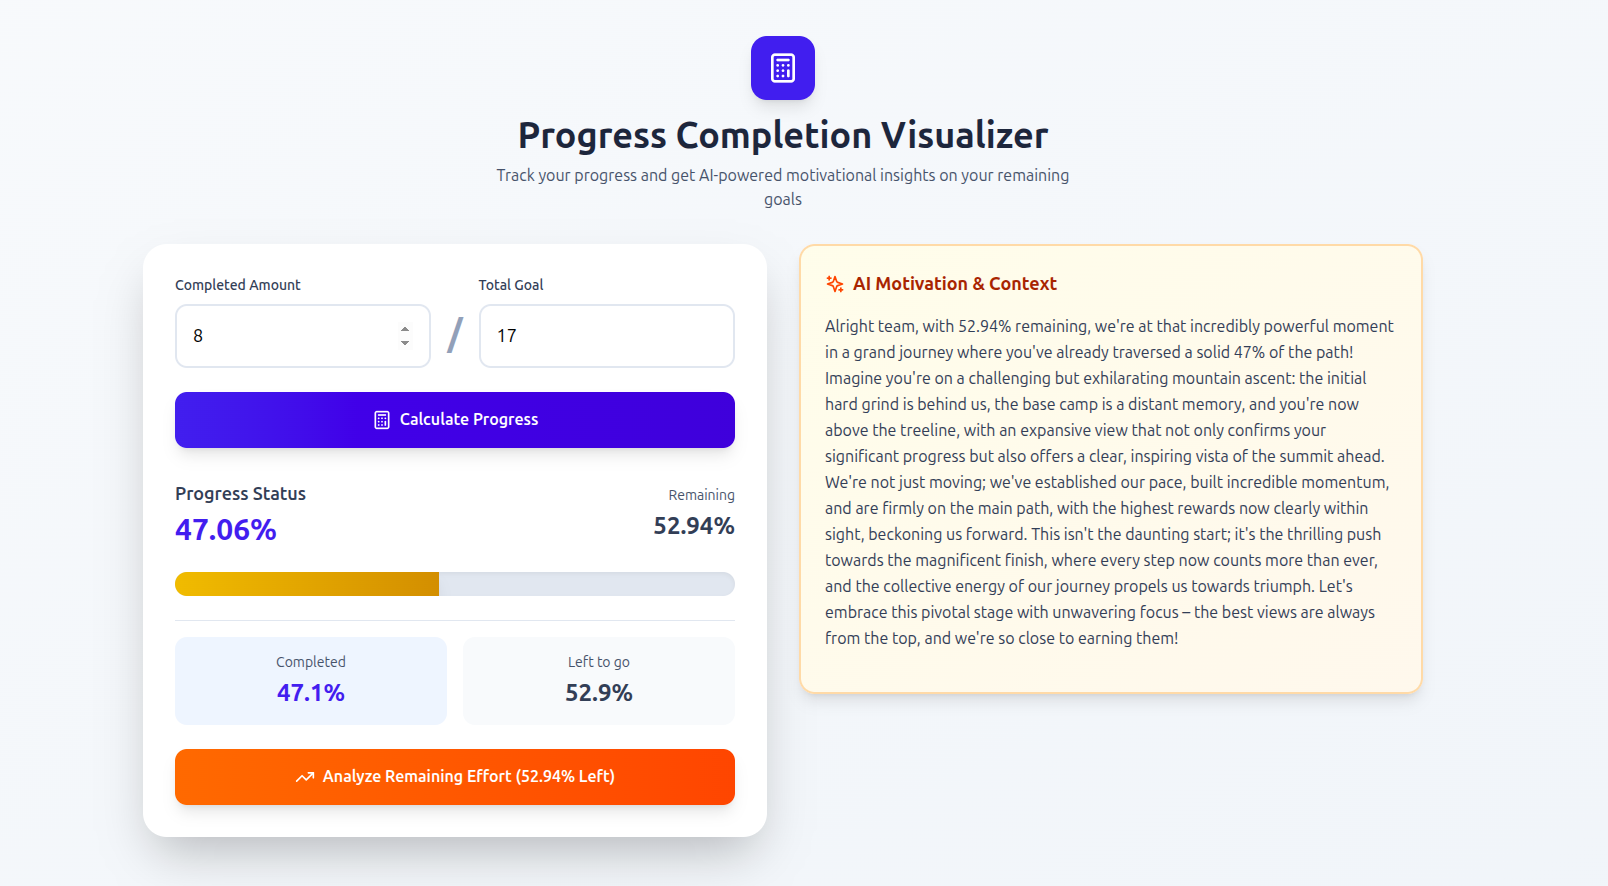 Progress Completion Visualizer
Track your progress and get AI-powered motivational insights on your remaining
goals
Completed Amount
Total Goal
8
/
17
Calculate Progress
Progress Status
Remaining
47.06%
52.94%
Completed
Left to go
47.1%
52.9%
Analyze Remaining Effort (52.94% Left)
AI Motivation & Context
Alright team, with 52.94% remaining, we're at that incredibly powerful moment
in a grand journey where you've already traversed a solid 47% of the path!
Imagine you're on a challenging but exhilarating mountain ascent: the initial
hard grind is behind us, the base camp is a distant memory, and you're now
above the treeline, with an expansive view that not only confirms your
significant progress but also offers a clear, inspiring vista of the summit ahead.
We're not just moving; we've established our pace, built incredible momentum,
and are firmly on the main path, with the highest rewards now clearly within
sight, beckoning us forward. This isn't the daunting start; it's the thrilling push
towards the magnificent finish, where every step now counts more than ever,
and the collective energy of our journey propels us towards triumph. Let's
embrace this pivotal stage with unwavering focus – the best views are always
from the top, and we're so close to earning them!